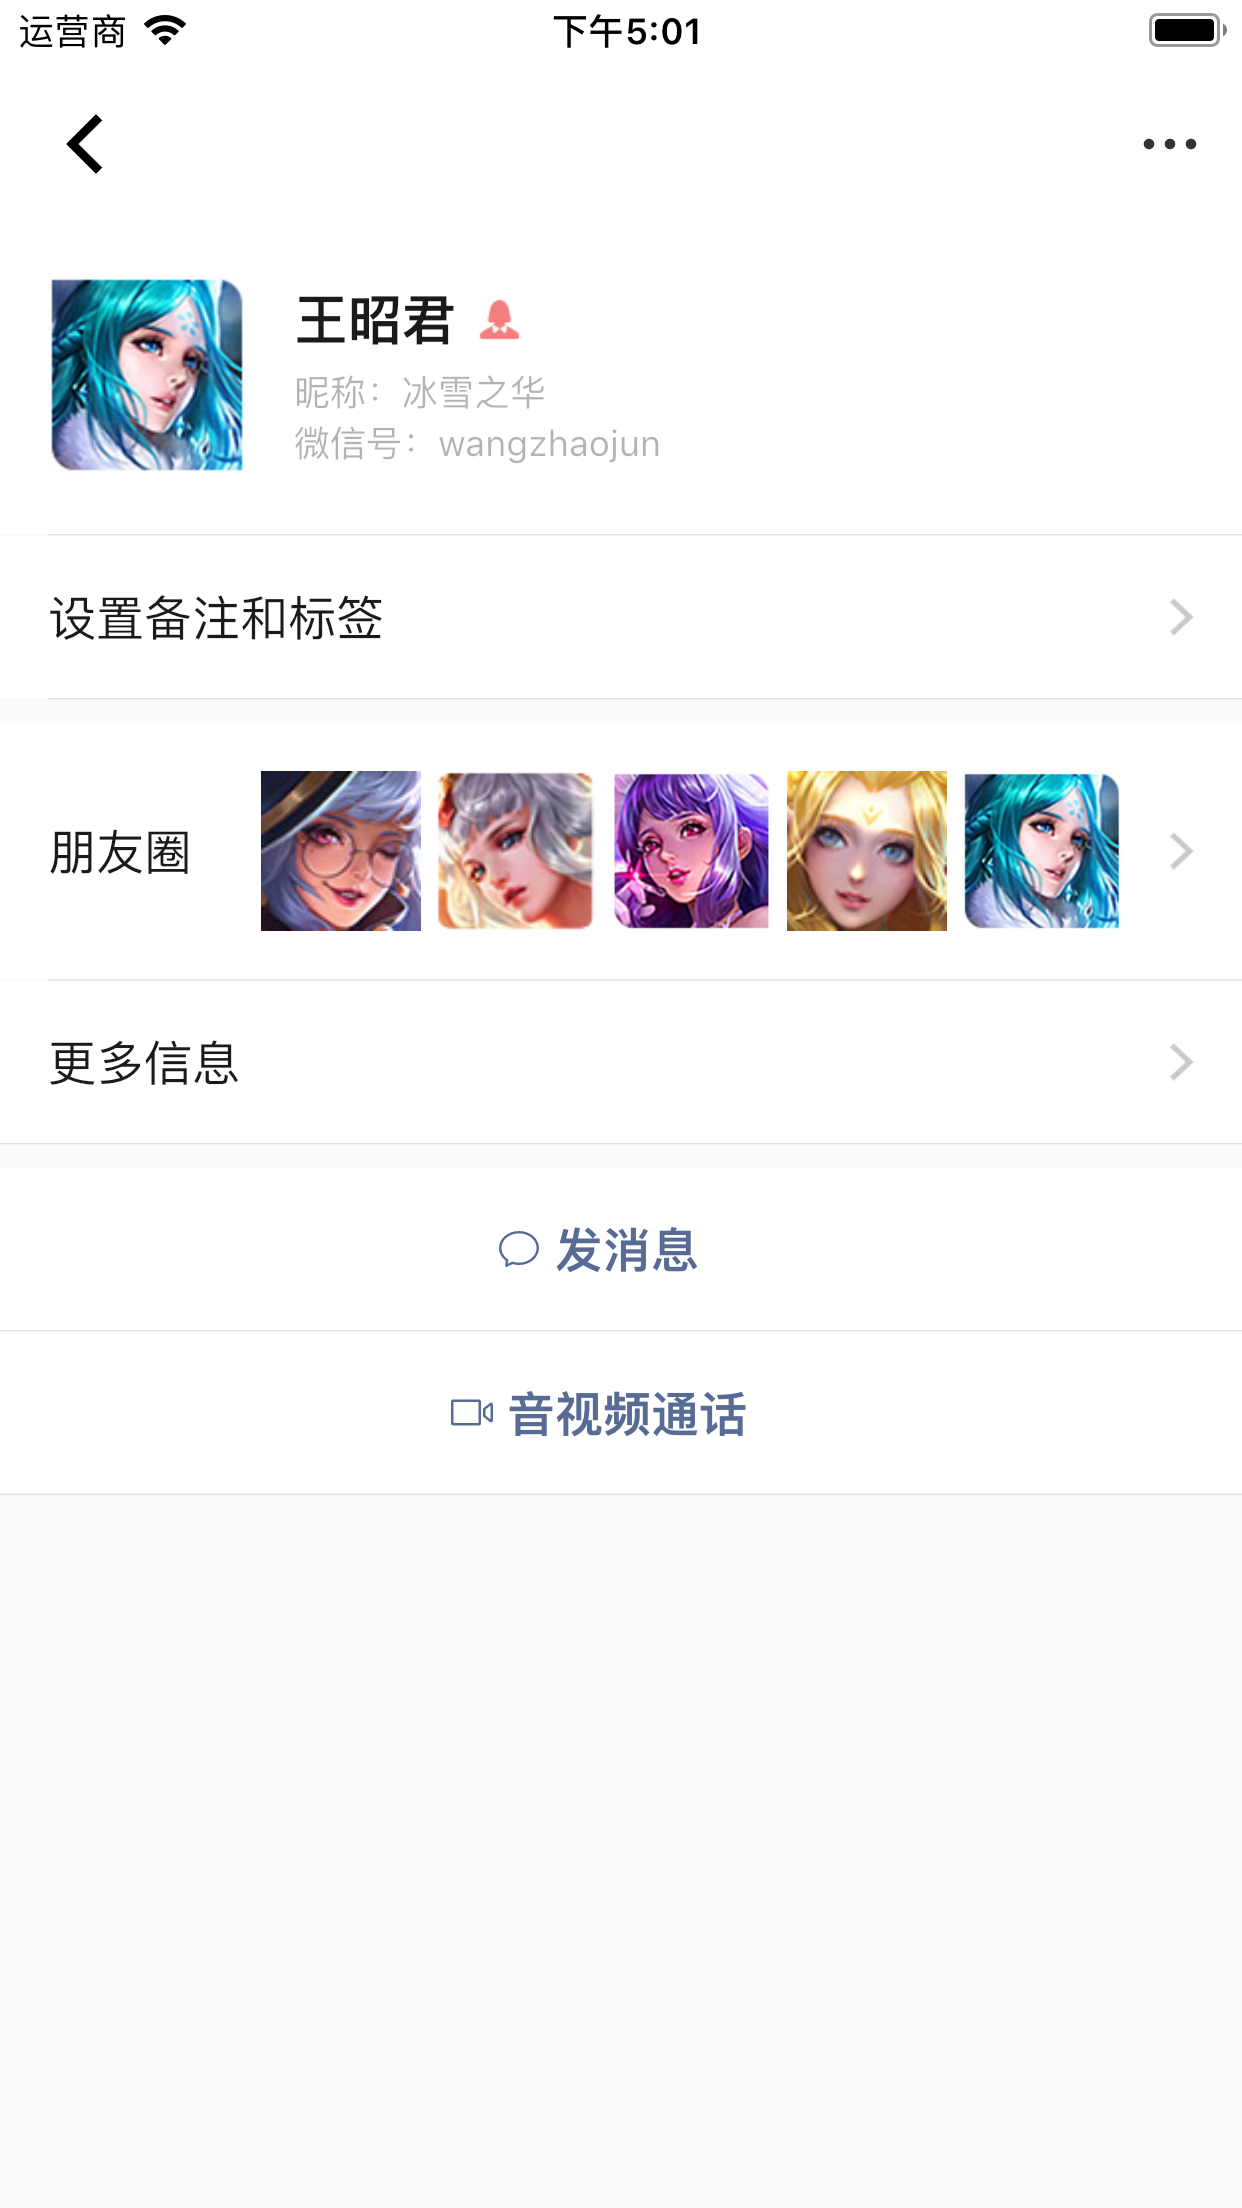 运营商
下午5:01
王昭君
昵称：冰雪之华
微信号：wangzhaojun
设置备注和标签
朋友圈
更多信息
发消息
音视频通话